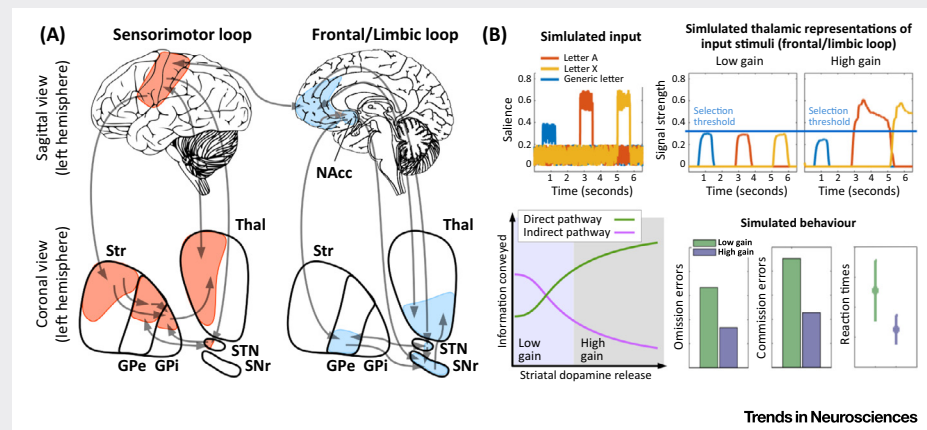 (A)
Sensorimotor loop
Frontal/Limbic loop
Sagittal view
(left hemisphere)
NAcc
Coronal view
(left hemisphere)
Str
Thal
GPe
GPi
STN
SNr
Str
Thal
GPe
GPi
STN
SNr
(B)
Simlulated input
Letter A
Letter X
Generic letter
Salience
0.8
0.6
0.4
0.2
0
1 2 3 4 5 6
Time (seconds)
Simlulated thalamic representations of
input stimuli (frontal/limbic loop)
Low gain
High gain
Signal strength
0.8
0.6
0.4
0.2
0
Selection
threshold
Selection
threshold
1 2 3 4 5 6
1 2 3 4 5 6
Time (seconds)
Time (seconds)
Information conveyed
Direct pathway
Indirect pathway
Low
gain
High
gain
Striatal dopamine release
Simulated behaviour
Low gain
High gain
Omission errors
Commission errors
Reaction times
Trends in Neurosciences